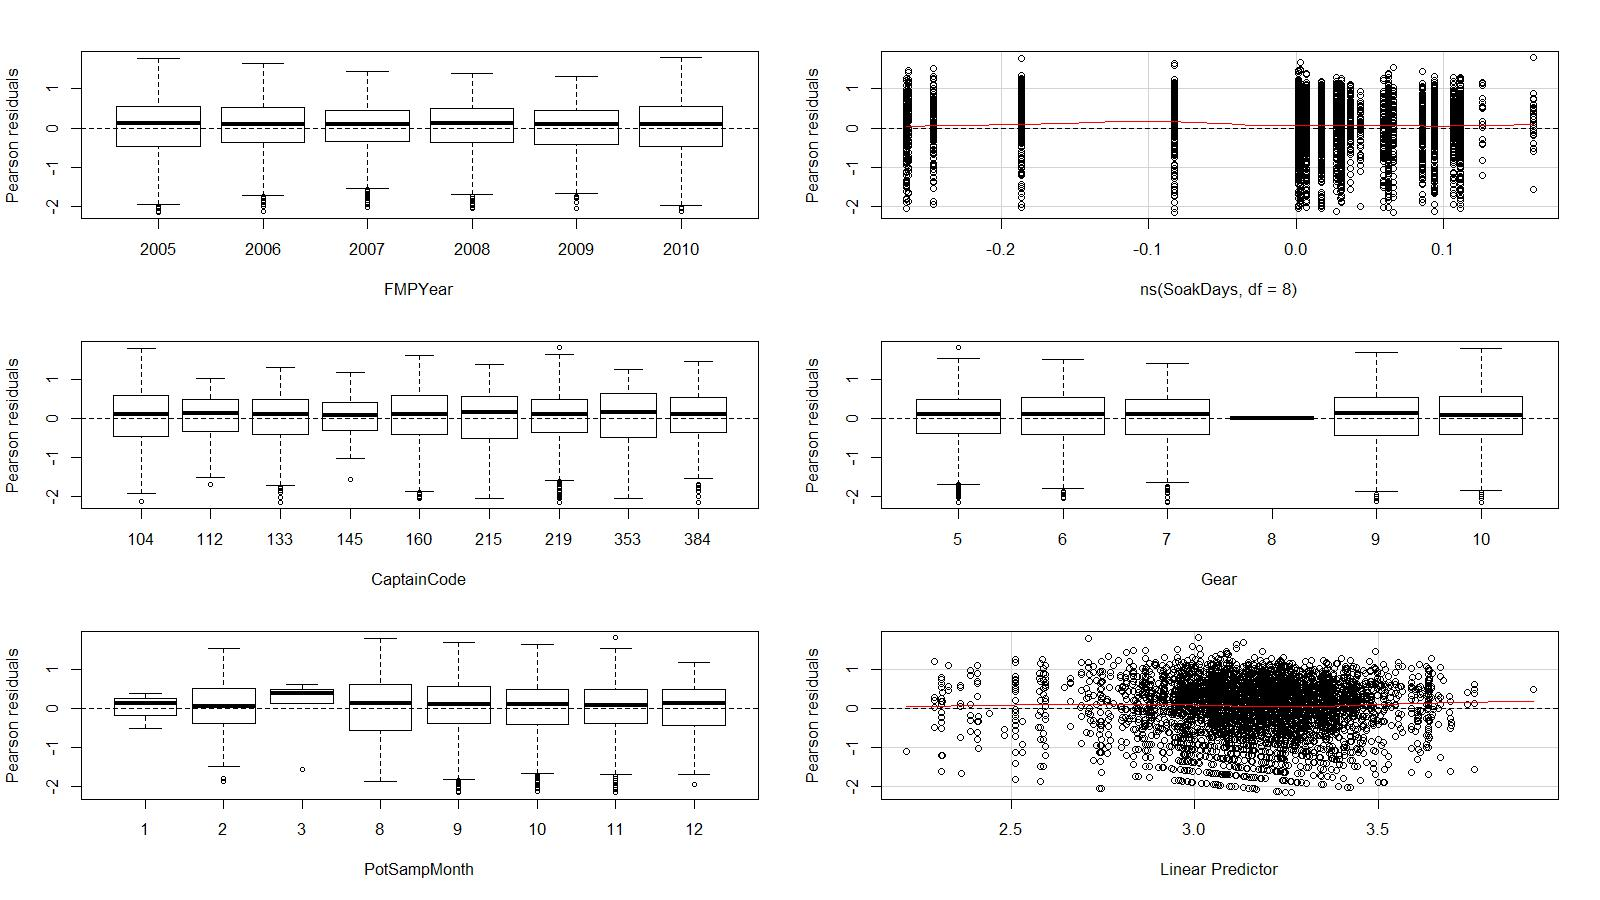 Pearson residuals
1
0
-1
-2
2005 2006 2007 2008 2009 2010
FMPYear
Pearson residuals
1
0
-1
-2
-0.2 -0.1 0.0 0.1
ns(SoakDays, df = 8)
Pearson residuals
1
0
-1
-2
104 112 133 145 160 215 219 353 384
CaptainCode
Pearson residuals
1
0
-1
-2
5 6 7 8 9 10
Gear
Pearson residuals
1
0
-1
-2
1 2 3 8 9 10 11 12
PotSampMonth
Pearson residuals
1
0
-1
-2
2.5 3.0 3.5
Linear Predictor